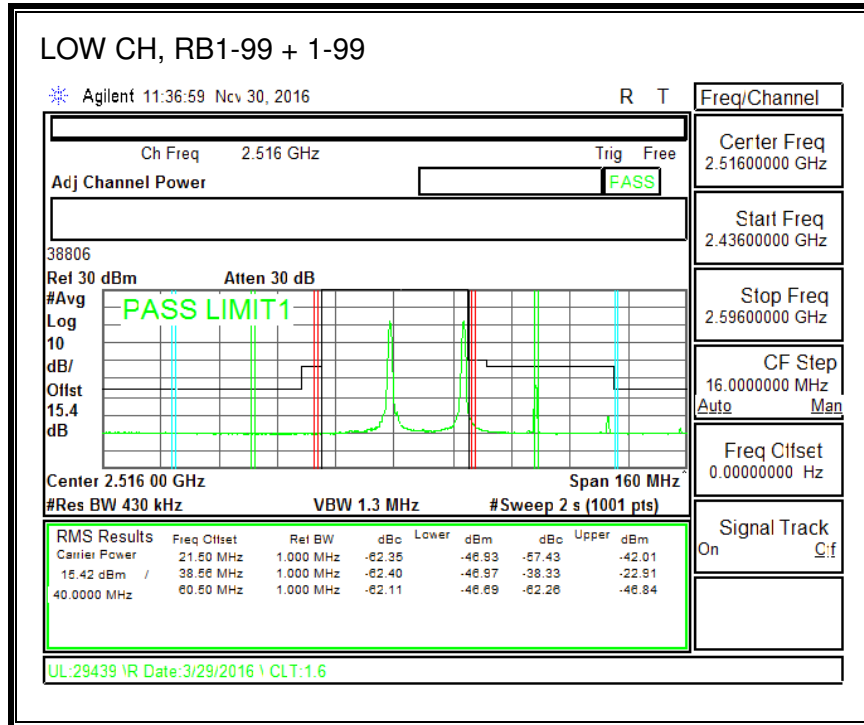 LOW CH, RB1-99 + 1-99
Agilent 11:36:59 Nov 30, 2016 R T
Freq/Channel
Ch Freq 2.516 GHz Trig Free
Adj Channel Power PASS
Center Freq
2.51600000 GHz
Start Freq
2.43600000 GHz
Stop Freq
2.59600000 GHz
CF Step
16.0000000 MHz
Auto Man
Freq Offset
0.00000000 Hz
Signal Track
On Off
38806
Ref 30 dBm Atten 30 dB
#Avg
Log
10
dB/
Offst
15.4
dB
PASS LIMIT1
Center 2.516 00 GHz Span 160 MHz^
#Res BW 430 kHz VBW 1.3 MHz #Sweep 2 s (1001 pts)
RMS Results Freq Offset Ref BW dBc Lower dBm dBc Upper dBm
Carrier Power 21.50 MHz 1.000 MHz -62.35 -46.93 -57.43 -42.01
15.42 dBm / 38.56 MHz 1.000 MHz -62.40 -46.97 -38.33 -22.91
40.0000 MHz 60.50 MHz 1.000 MHz -62.11 -46.69 -62.26 -46.84
UL:29439 \R Date:3/29/2016 \ CLT:1.6